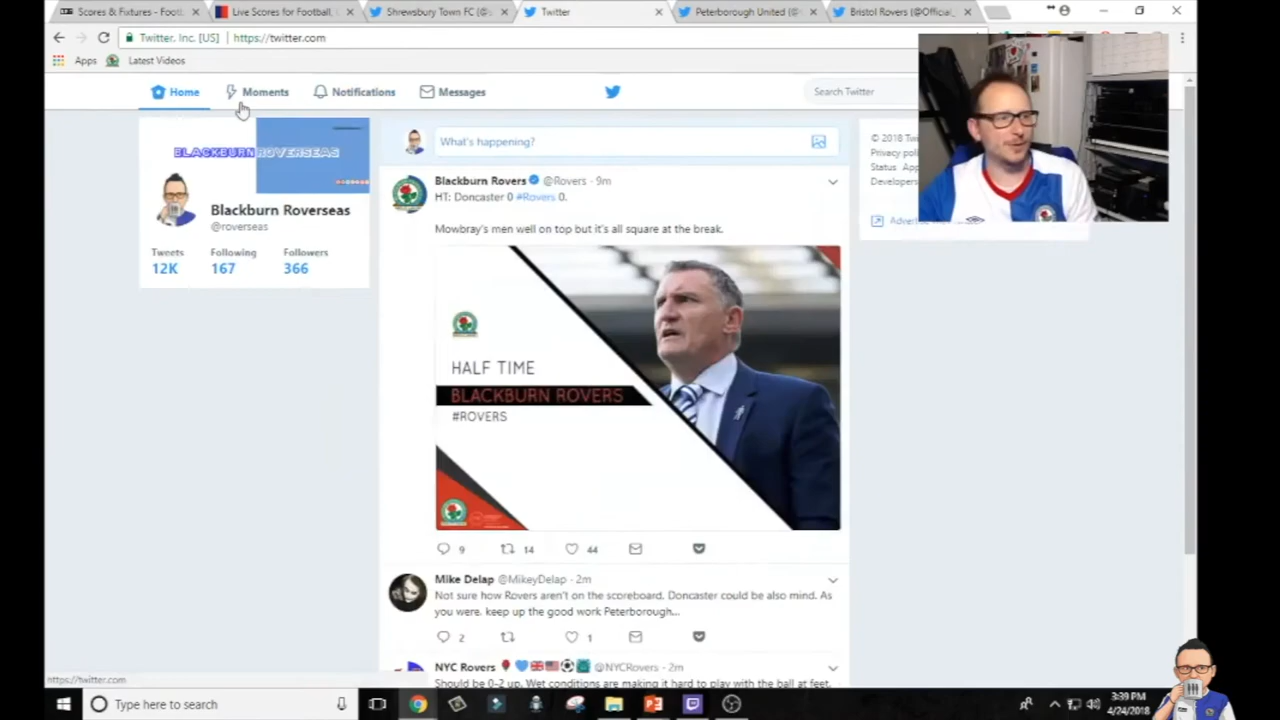 Scores & Fixtures - Foot
Live Scores for Football,
Shrewsbury Town FC (@s
Twitter
Peterborough United (@
Bristol Rovers (@Official_
Twitter, Inc. [US] | https://twitter.com
Apps
Latest Videos
Home
Moments
Notifications
Messages
Search Twitter
BLACKBURN ROVERSEAS
Blackburn Roverseas
@roverseas
Tweets Following Followers
12K 167 366
What's happening?
Blackburn Rovers @Rovers · 9m
HT: Doncaster 0 #Rovers 0.
Mowbray's men well on top but it's all square at the break.
HALF TIME
BLACKBURN ROVERS
#ROVERS
9 14 44
Mike Delap @MikeyDelap · 2m
Not sure how Rovers aren't on the scoreboard. Doncaster could be also mind. As
you were, keep up the good work Peterborough...
2 1
NYC Rovers @NYCRovers · 2m
Should be 0-2 up. Wet conditions are making it hard to play with the ball at feet.
© 2018 Twi
Privacy poli
Status App
Developers
https://twitter.com
Type here to search
3:39 PM
4/24/2018